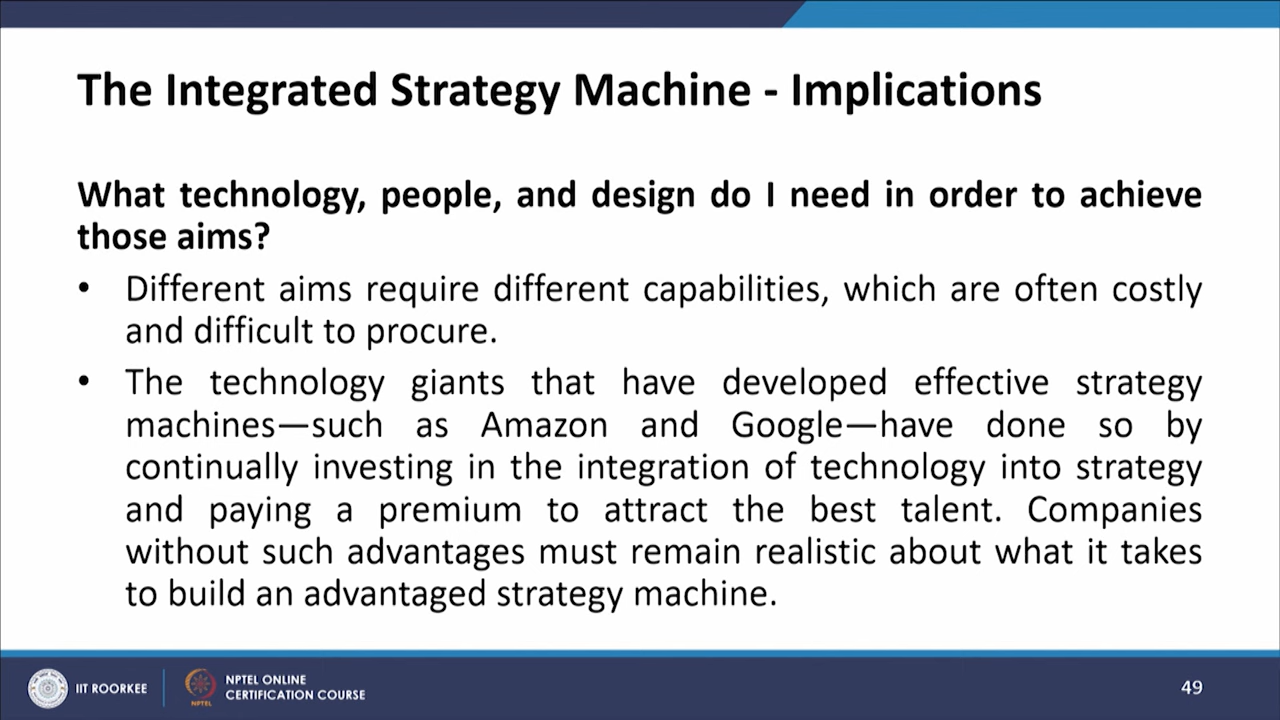 The Integrated Strategy Machine - Implications
What technology, people, and design do I need in order to achieve
those aims?
• Different aims require different capabilities, which are often costly
and difficult to procure.
• The technology giants that have developed effective strategy
machines—such as Amazon and Google—have done so by
continually investing in the integration of technology into strategy
and paying a premium to attract the best talent. Companies
without such advantages must remain realistic about what it takes
to build an advantaged strategy machine.
IIT ROORKEE
NPTEL ONLINE
CERTIFICATION COURSE
NPTEL
49